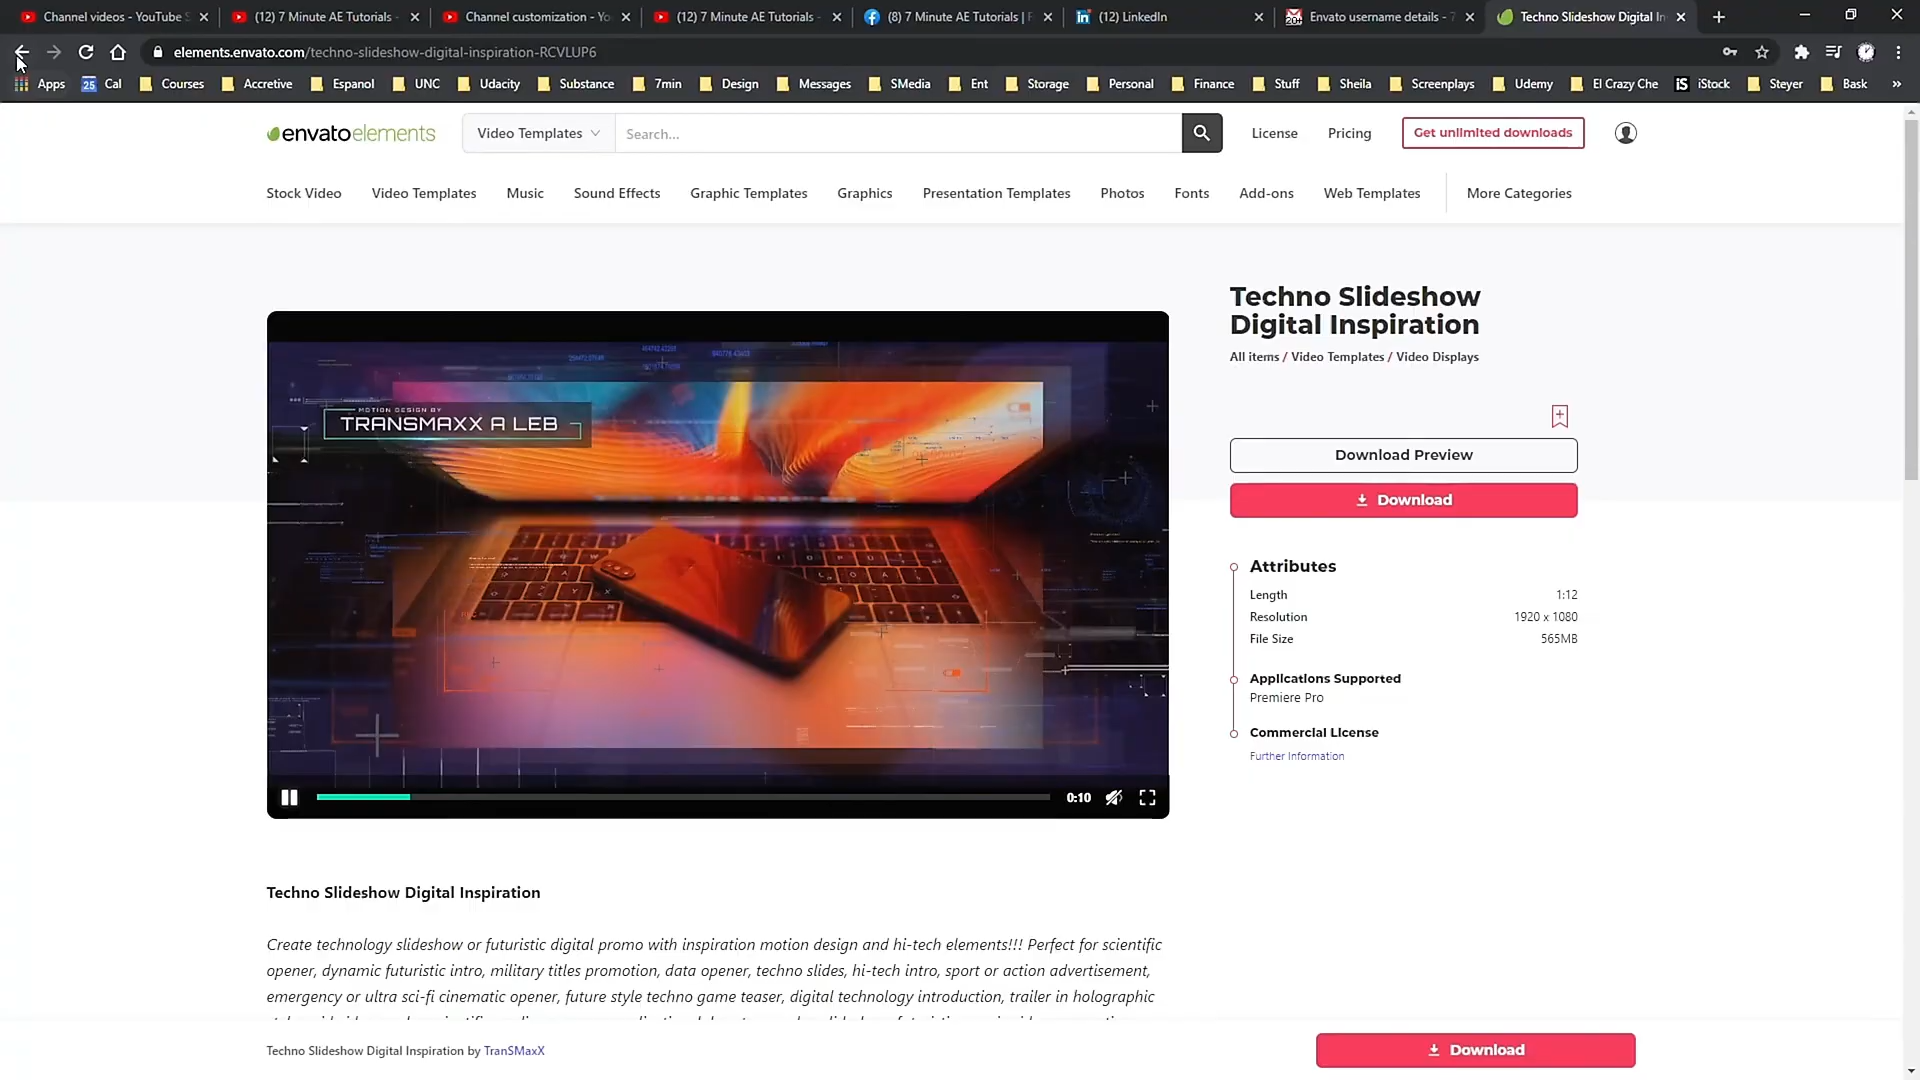 Channel videos - YouTube S
(12) 7 Minute AE Tutorials -
Channel customization - Yo
(12) 7 Minute AE Tutorials -
(8) 7 Minute AE Tutorials | F
(12) LinkedIn
Envato username details - 7
Techno Slideshow Digital In
elements.envato.com/techno-slideshow-digital-inspiration-RCVLUP6
Apps
25
Cal
Courses
Accretive
Espanol
UNC
Udacity
Substance
7min
Design
Messages
SMedia
Ent
Storage
Personal
Finance
Stuff
Sheila
Screenplays
Udemy
El Crazy Che
iS
iStock
Steyer
Bask
»
envatoelements
Video Templates
Search...
License
Pricing
Get unlimited downloads
Stock Video
Video Templates
Music
Sound Effects
Graphic Templates
Graphics
Presentation Templates
Photos
Fonts
Add-ons
Web Templates
More Categories
Techno Slideshow
Digital Inspiration
All items / Video Templates / Video Displays
MOTION DESIGN BY
TRANSMAXX A LEB
Download Preview
Download
Attributes
Length 1:12
Resolution 1920 x 1080
File Size 565MB
Applications Supported
Premiere Pro
Commercial License
Further Information
0:10
Techno Slideshow Digital Inspiration
Create technology slideshow or futuristic digital promo with inspiration motion design and hi-tech elements!!! Perfect for scientific
opener, dynamic futuristic intro, military titles promotion, data opener, techno slides, hi-tech intro, sport or action advertisement,
emergency or ultra sci-fi cinematic opener, future style techno game teaser, digital technology introduction, trailer in holographic
Techno Slideshow Digital Inspiration by TranSMaxX
Download